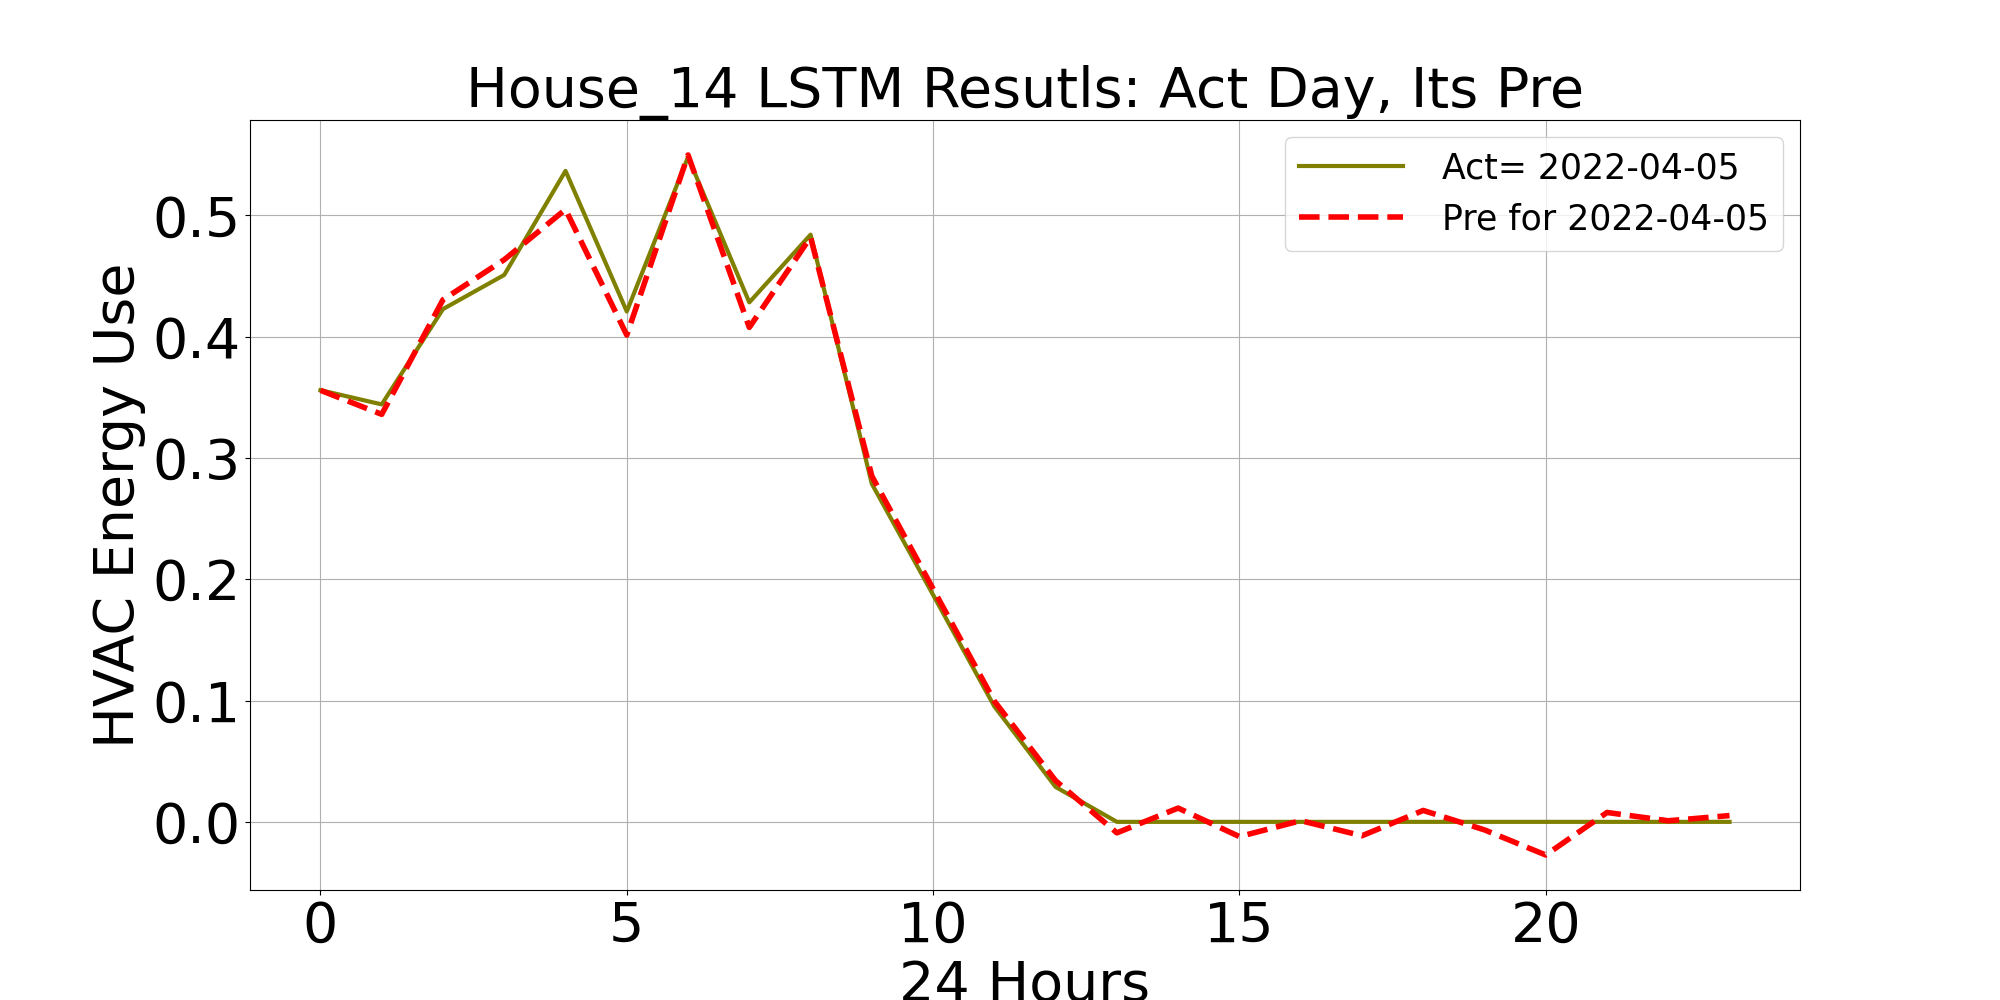 House_14 LSTM Resutls: Act Day, Its Pre
Act= 2022-04-05
Pre for 2022-04-05
HVAC Energy Use
0.5
0.4
0.3
0.2
0.1
0.0
0 5 10 15 20
24 Hours